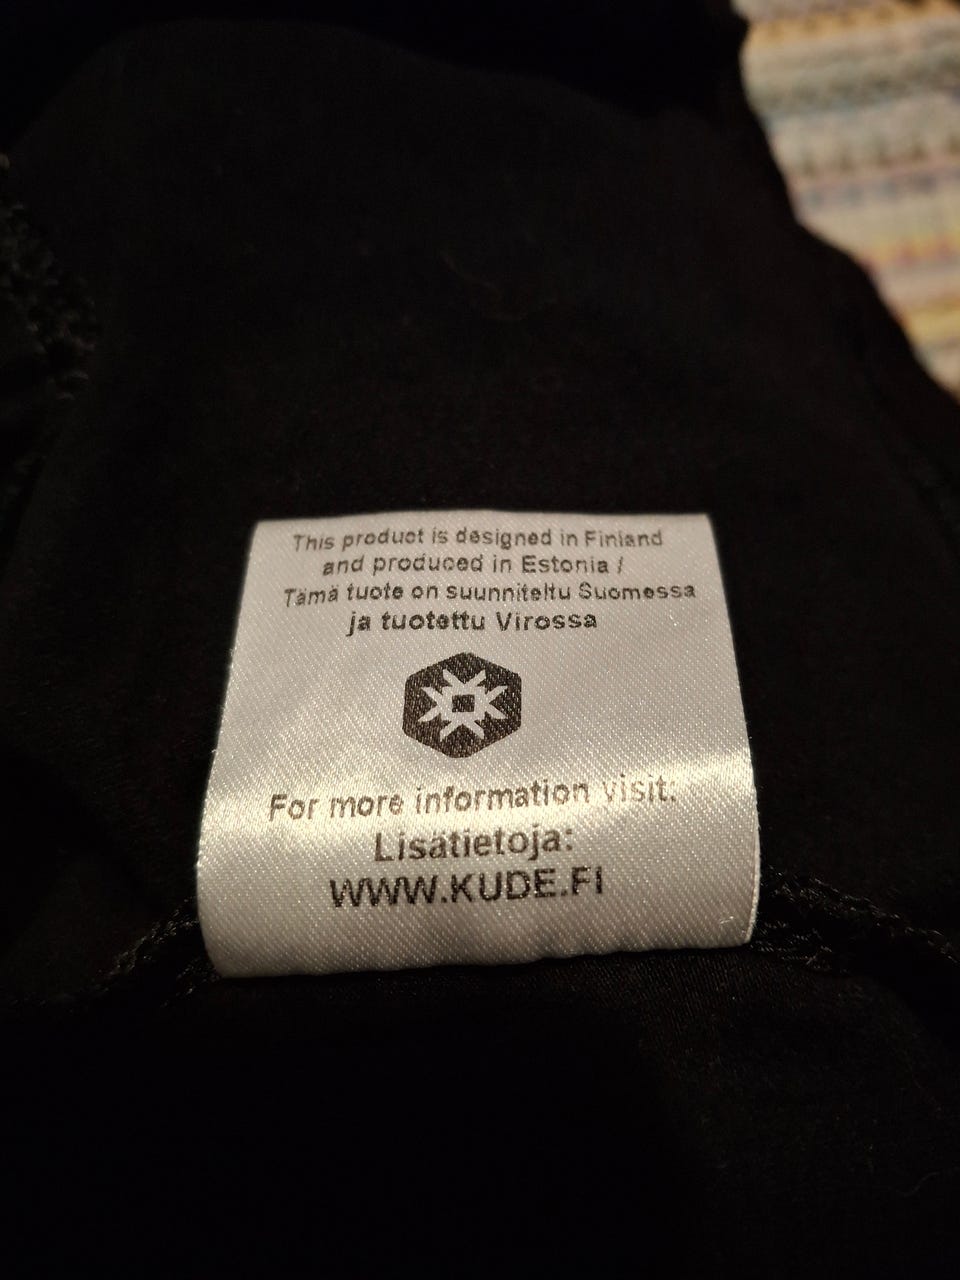 This product is designed in Finland
and produced in Estonia /
Tämä tuote on suunniteltu Suomessa
ja tuotettu Virossa
For more information visit:
Lisätietoja:
WWW.KUDE.FI